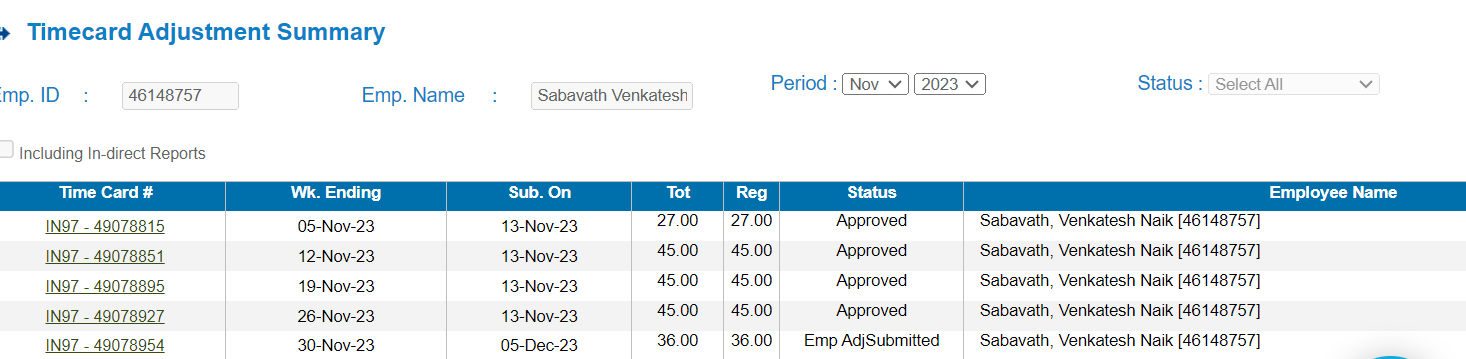 Timecard Adjustment Summary
Emp. ID : 46148757 Emp. Name : Sabavath Venkatesh Period : Nov 2023 Status : Select All
Including In-direct Reports
Time Card # Wk. Ending Sub. On Tot Reg Status Employee Name
IN97 - 49078815 05-Nov-23 13-Nov-23 27.00 27.00 Approved Sabavath, Venkatesh Naik [46148757]
IN97 - 49078851 12-Nov-23 13-Nov-23 45.00 45.00 Approved Sabavath, Venkatesh Naik [46148757]
IN97 - 49078895 19-Nov-23 13-Nov-23 45.00 45.00 Approved Sabavath, Venkatesh Naik [46148757]
IN97 - 49078927 26-Nov-23 13-Nov-23 45.00 45.00 Approved Sabavath, Venkatesh Naik [46148757]
IN97 - 49078954 30-Nov-23 05-Dec-23 36.00 36.00 Emp AdjSubmitted Sabavath, Venkatesh Naik [46148757]